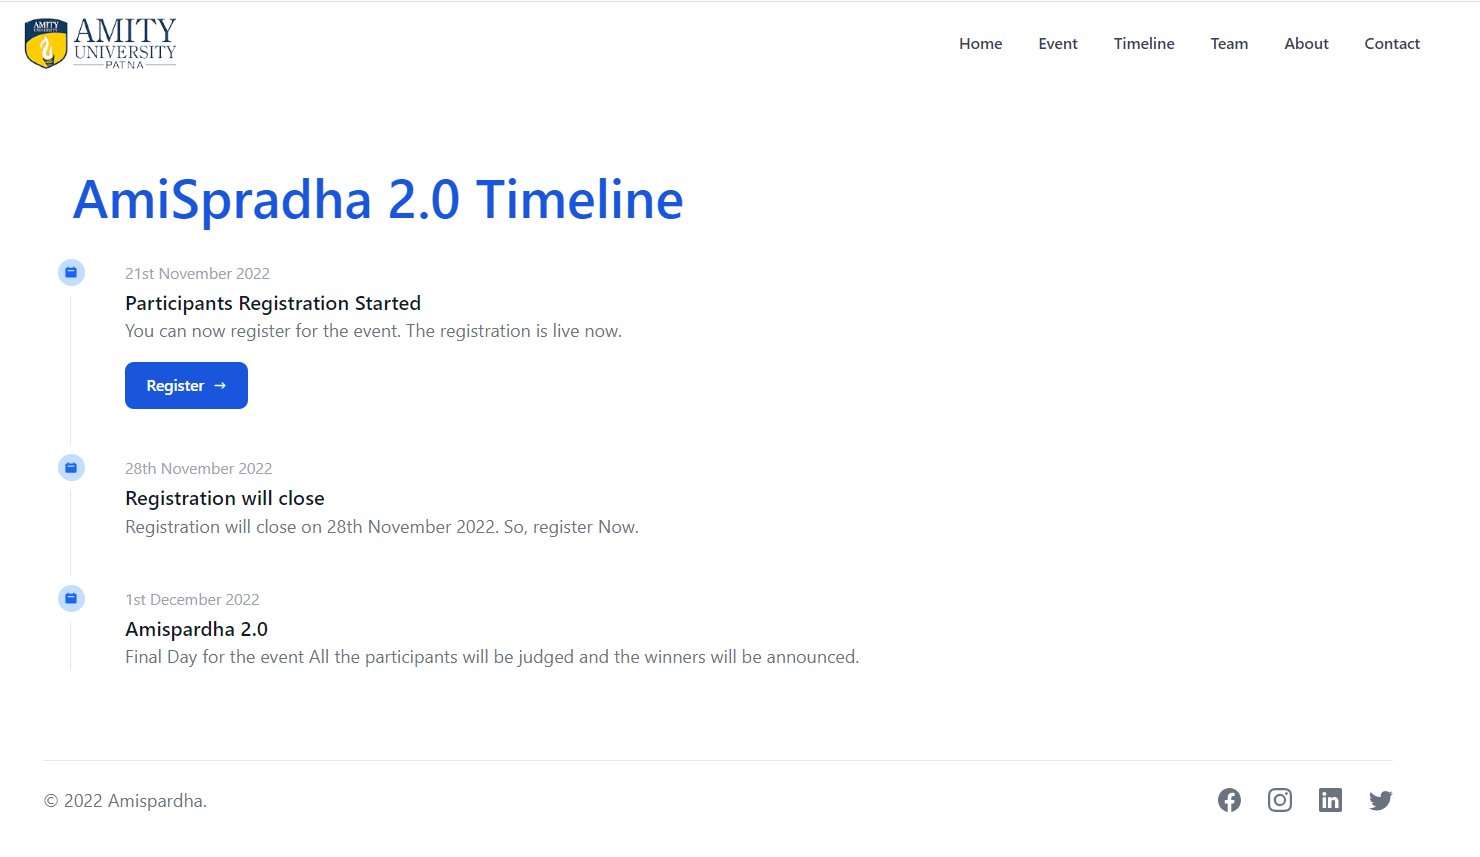 AMITY
UNIVERSITY
AMITY
UNIVERSITY
PATNA
Home
Event
Timeline
Team
About
Contact
AmiSpradha 2.0 Timeline
21st November 2022
Participants Registration Started
You can now register for the event. The registration is live now.
Register →
28th November 2022
Registration will close
Registration will close on 28th November 2022. So, register Now.
1st December 2022
Amispardha 2.0
Final Day for the event All the participants will be judged and the winners will be announced.
© 2022 Amispardha.